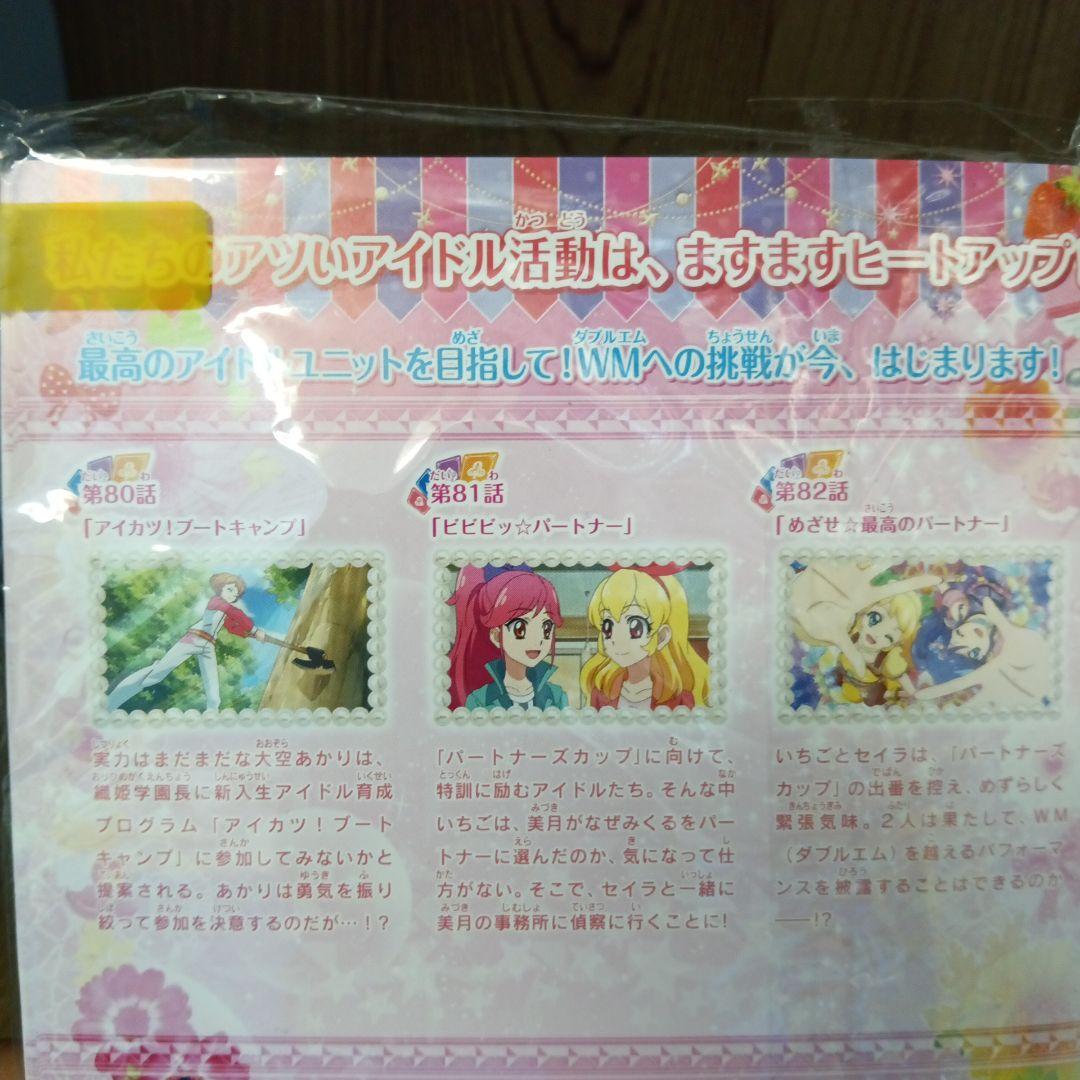 私たちのアツいアイドル活動は、ますますヒートアップ
最高のアイドルユニットを目指して!WMへの挑戦が今、はじまります!
第80話
「アイカツ!ブートキャンプ」
実力はまだまだな大空あかりは、
織姫学園長に新入生アイドル育成
プログラム「アイカツ!ブート
キャンプ」に参加してみないかと
提案される。あかりは勇気を振り
絞って参加を決意するのだが…!?
第81話
「ビビビッ☆パートナー」
「パートナーズカップ」に向けて、
特訓に励むアイドルたち。そんな中
いちごは、美月がなぜみくるをパー
トナーに選んだのか、気になって仕
方がない。そこで、セイラと一緒に
美月の事務所に偵察に行くことに!
第82話
「めざせ☆最高のパートナー」
いちごとセイラは、「パートナーズ
カップ」の出番を控え、めずらしく
緊張気味。2人は果たして、WM
(ダブルエム)を越えるパフォーマ
ンスを披露することはできるのか
――!?